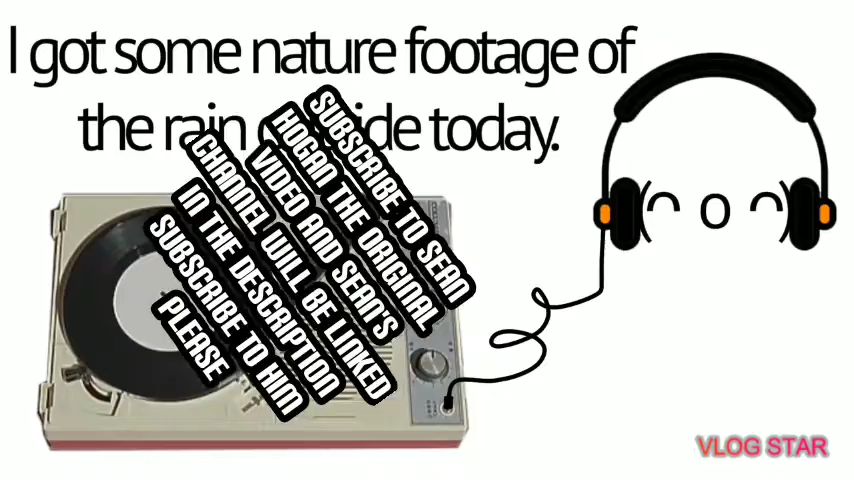 I got some nature footage of
the rain ide today.
SUBSCRIBE TO SEAN
HOGAN THE ORIGINAL
VIDEO AND SEAN'S
CHANNEL WILL BE LINKED
IN THE DESCRIPTION
SUBSCRIBE TO HIM
PLEASE
( ^ o ^ )
VLOG STAR